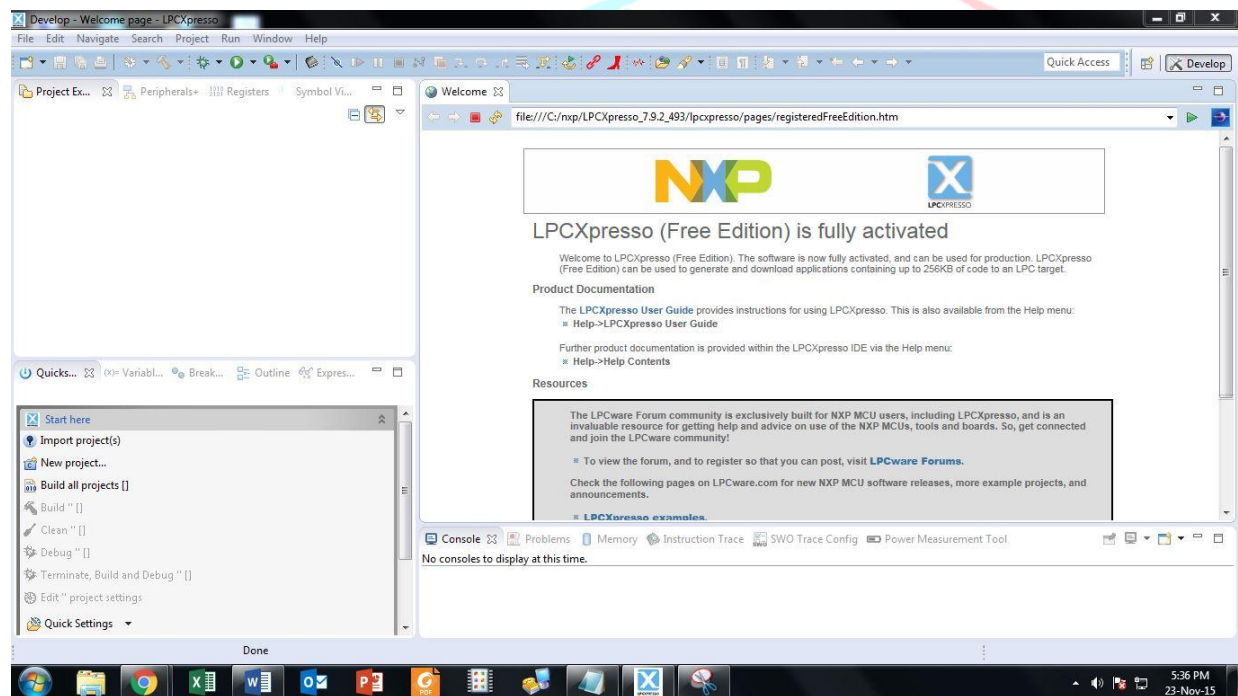 Develop - Welcome page - LPCXpresso
File Edit Navigate Search Project Run Window Help
Quick Access
Develop
Project Ex... Peripherals+ Registers Symbol Vi...
Welcome
file:///C:/nxp/LPCXpresso_7.9.2_493/lpcxpresso/pages/registeredFreeEdition.htm
NXP
LPCXPRESSO
LPCXpresso (Free Edition) is fully activated
Welcome to LPCXpresso (Free Edition). The software is now fully activated, and can be used for production. LPCXpresso
(Free Edition) can be used to generate and download applications containing up to 256KB of code to an LPC target.
Product Documentation
The LPCXpresso User Guide provides instructions for using LPCXpresso. This is also available from the Help menu:
Help->LPCXpresso User Guide
Further product documentation is provided within the LPCXpresso IDE via the Help menu:
Help->Help Contents
Resources
The LPCware Forum community is exclusively built for NXP MCU users, including LPCXpresso, and is an
invaluable resource for getting help and advice on use of the NXP MCUs, tools and boards. So, get connected
and join the LPCware community!
To view the forum, and to register so that you can post, visit LPCware Forums.
Check the following pages on LPCware.com for new NXP MCU software releases, more example projects, and
announcements.
LPCXpresso examples.
Quicks... (x)= Variabl... Break... Outline Expres...
Start here
Import project(s)
New project...
Build all projects []
Build '' []
Clean '' []
Debug '' []
Terminate, Build and Debug '' []
Edit '' project settings
Quick Settings
Console Problems Memory Instruction Trace SWO Trace Config Power Measurement Tool
No consoles to display at this time.
Done
5:36 PM
23-Nov-15